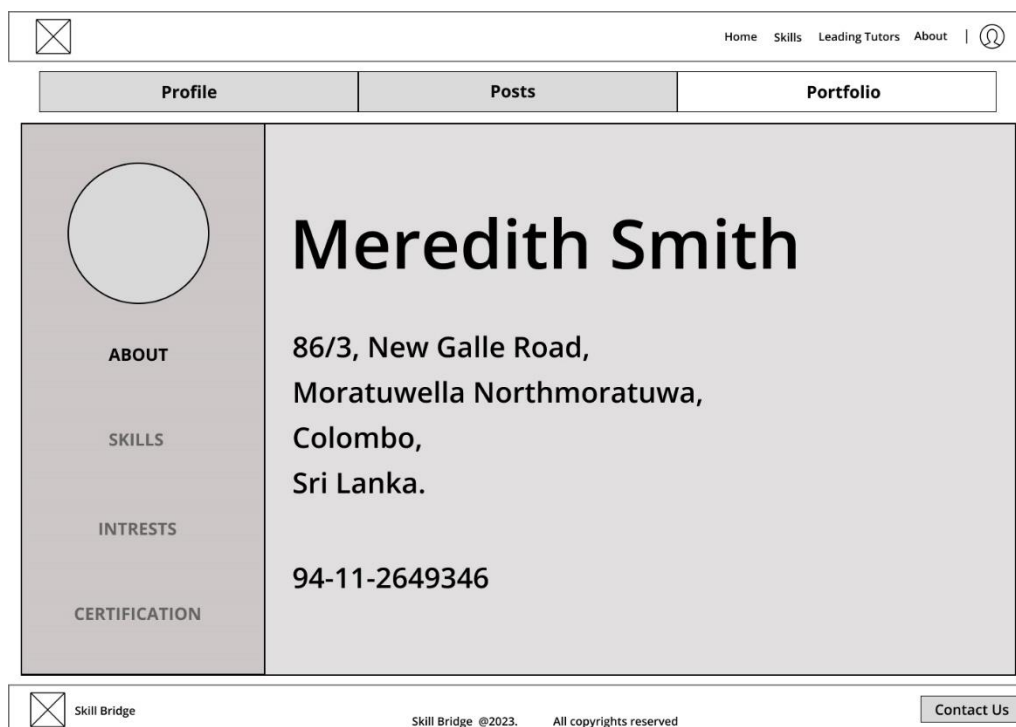 Home Skills Leading Tutors About |
Profile Posts Portfolio
ABOUT
SKILLS
INTRESTS
CERTIFICATION
Meredith Smith
86/3, New Galle Road,
Moratuwella Northmoratuwa,
Colombo,
Sri Lanka.
94-11-2649346
Skill Bridge
Skill Bridge @2023. All copyrights reserved
Contact Us